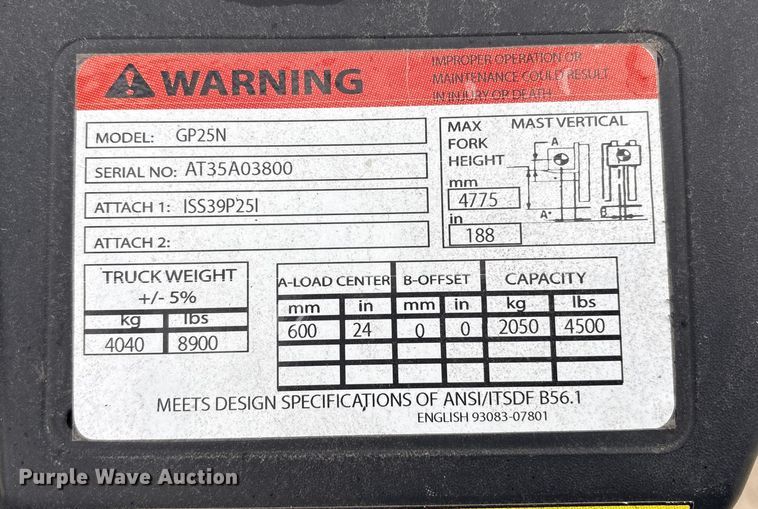 WARNING
IMPROPER OPERATION OR
MAINTENANCE COULD RESULT
IN INJURY OR DEATH
MODEL: GP25N
SERIAL NO: AT35A03800
ATTACH 1: ISS39P25I
ATTACH 2:
MAX
FORK
HEIGHT
MAST VERTICAL
mm
4775
in
188
A
A
B
TRUCK WEIGHT
+/- 5%
kg lbs
4040 8900
A-LOAD CENTER B-OFFSET CAPACITY
mm in mm in kg lbs
600 24 0 0 2050 4500
MEETS DESIGN SPECIFICATIONS OF ANSI/ITSDF B56.1
ENGLISH 93083-07801
Purple Wave Auction